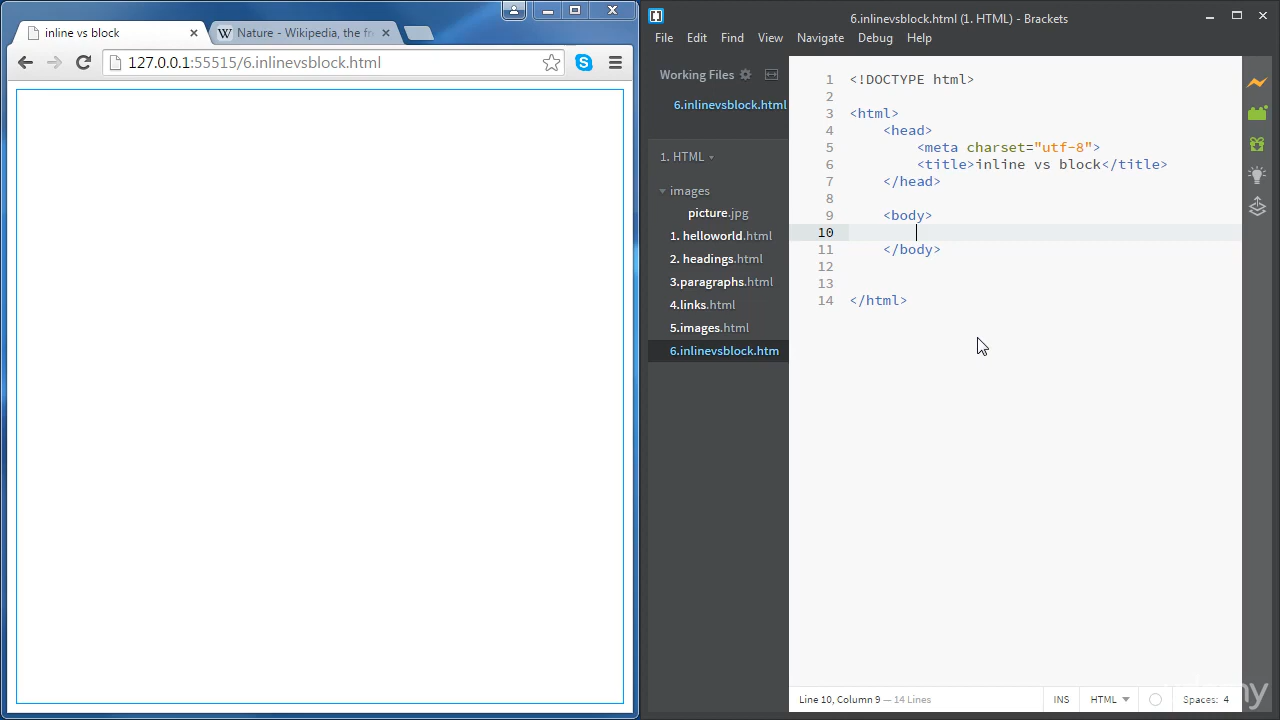 inline vs block
Nature - Wikipedia, the fr
127.0.0.1:55515/6.inlinevsblock.html
6.inlinevsblock.html (1. HTML) - Brackets
File Edit Find View Navigate Debug Help
Working Files
6.inlinevsblock.html
1. HTML
images
picture.jpg
1. helloworld.html
2. headings.html
3.paragraphs.html
4.links.html
5.images.html
6.inlinevsblock.htm
1 <!DOCTYPE html>
2
3 <html>
4 <head>
5 <meta charset="utf-8">
6 <title>inline vs block</title>
7 </head>
8
9 <body>
10
11 </body>
12
13
14 </html>
Line 10, Column 9 — 14 Lines
INS HTML Spaces: 4